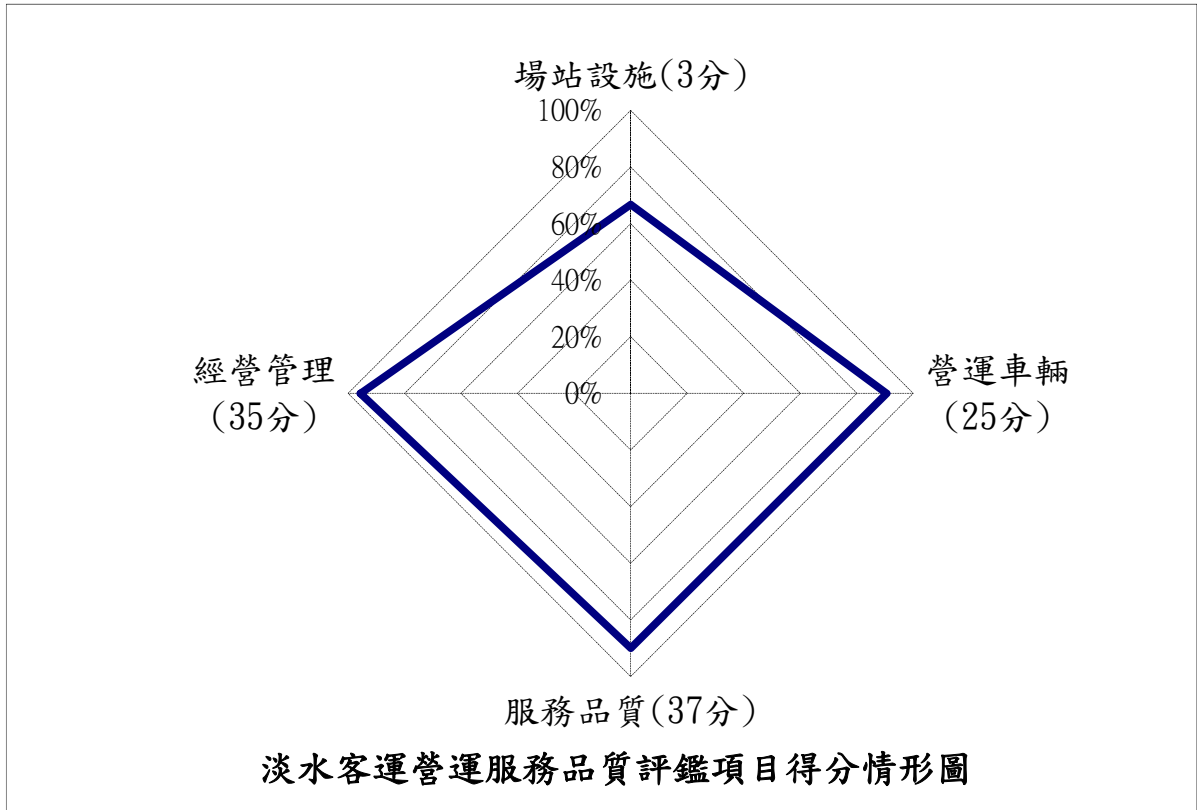 場站設施(3分)
100%
80%
60%
40%
20%
0%
經營管理
(35分)
營運車輛
(25分)
服務品質(37分)
淡水客運營運服務品質評鑑項目得分情形圖